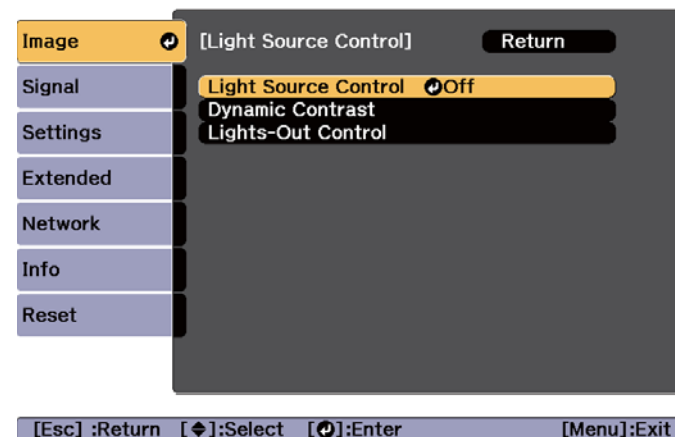 Image
[Light Source Control] Return
Signal
Light Source Control Off
Dynamic Contrast
Settings
Lights-Out Control
Extended
Network
Info
Reset
[Esc] :Return [ ]:Select [ ]:Enter [Menu]:Exit